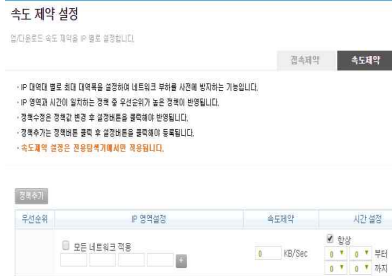 속도 제약 설정
업/다운로드 속도 제약을 IP 별로 설정합니다.
접속제약 속도제약
· IP 대역대 별로 최대 대역폭을 설정하여 네트워크 부하를 사전에 방지하는 기능입니다.
· IP 영역과 시간이 일치하는 정책 중 우선순위가 높은 정책이 반영됩니다.
· 정책수정은 정책값 변경 후 설정버튼을 클릭해야 반영됩니다.
· 정책추가는 정책버튼 클릭 후 설정버튼을 클릭해야 등록됩니다.
· 속도제약 설정은 전용탐색기에서만 적용됩니다.
정책추가
우선순위 IP 영역설정 속도제약 시간 설정
모든 네트워크 적용 + 0 KB/Sec 항상
0 0 부터
0 0 까지